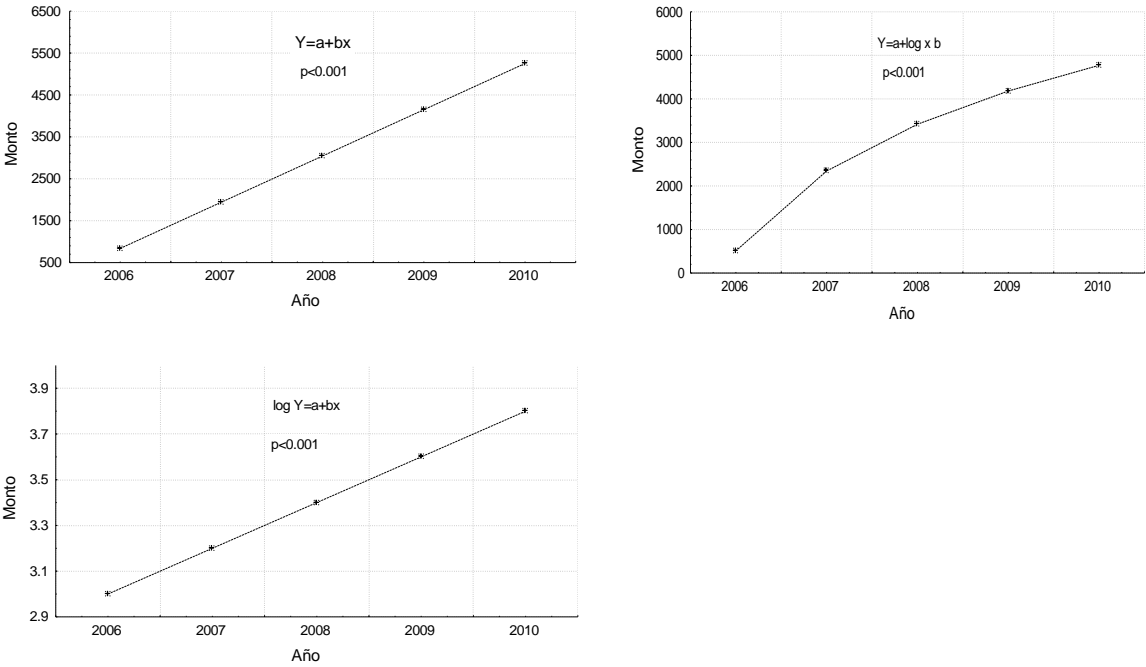 6500
5500
4500
3500
2500
1500
500
Monto
Y=a+bx
p<0.001
2006 2007 2008 2009 2010
Año
6000
5000
4000
3000
2000
1000
0
Monto
Y=a+log x b
p<0.001
2006 2007 2008 2009 2010
Año
3.9
3.7
3.5
3.3
3.1
2.9
Monto
log Y=a+bx
p<0.001
2006 2007 2008 2009 2010
Año